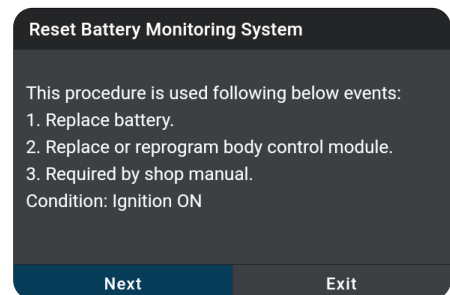 Reset Battery Monitoring System
This procedure is used following below events:
1. Replace battery.
2. Replace or reprogram body control module.
3. Required by shop manual.
Condition: Ignition ON
Next
Exit